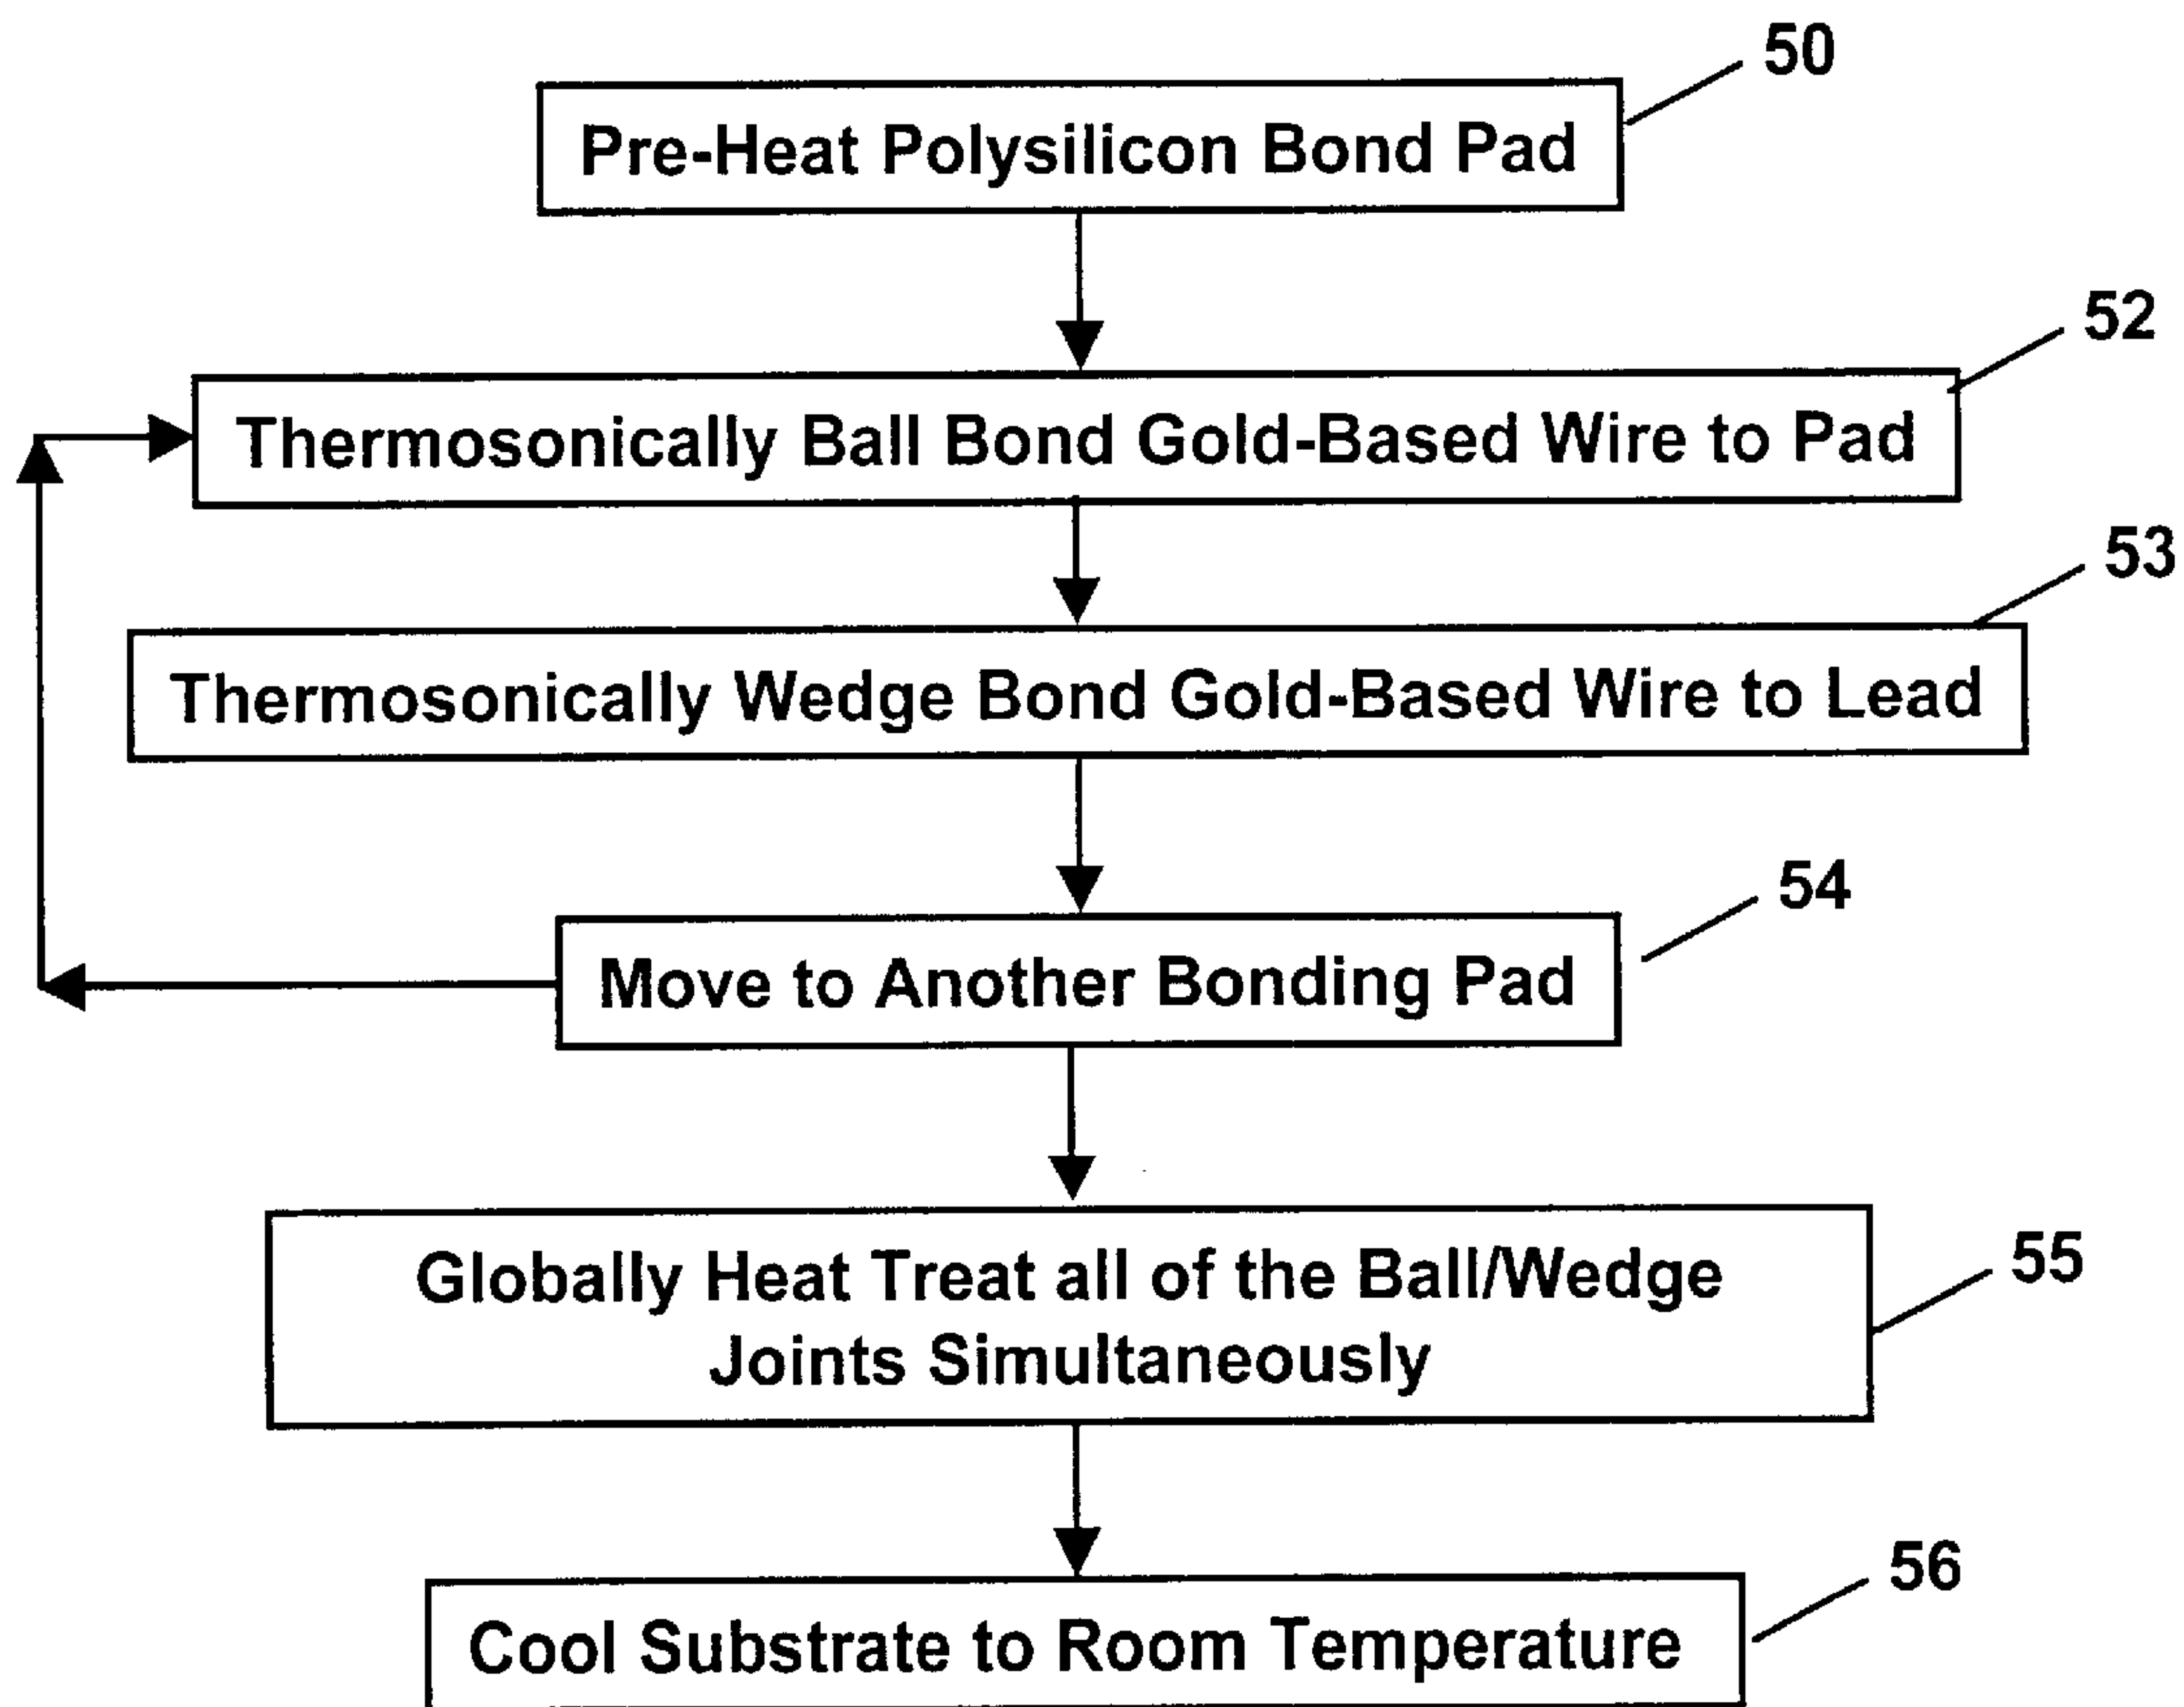 50
Pre-Heat Polysilicon Bond Pad
52
Thermosonically Ball Bond Gold-Based Wire to Pad
53
Thermosonically Wedge Bond Gold-Based Wire to Lead
54
Move to Another Bonding Pad
55
Globally Heat Treat all of the Ball/Wedge
Joints Simultaneously
56
Cool Substrate to Room Temperature